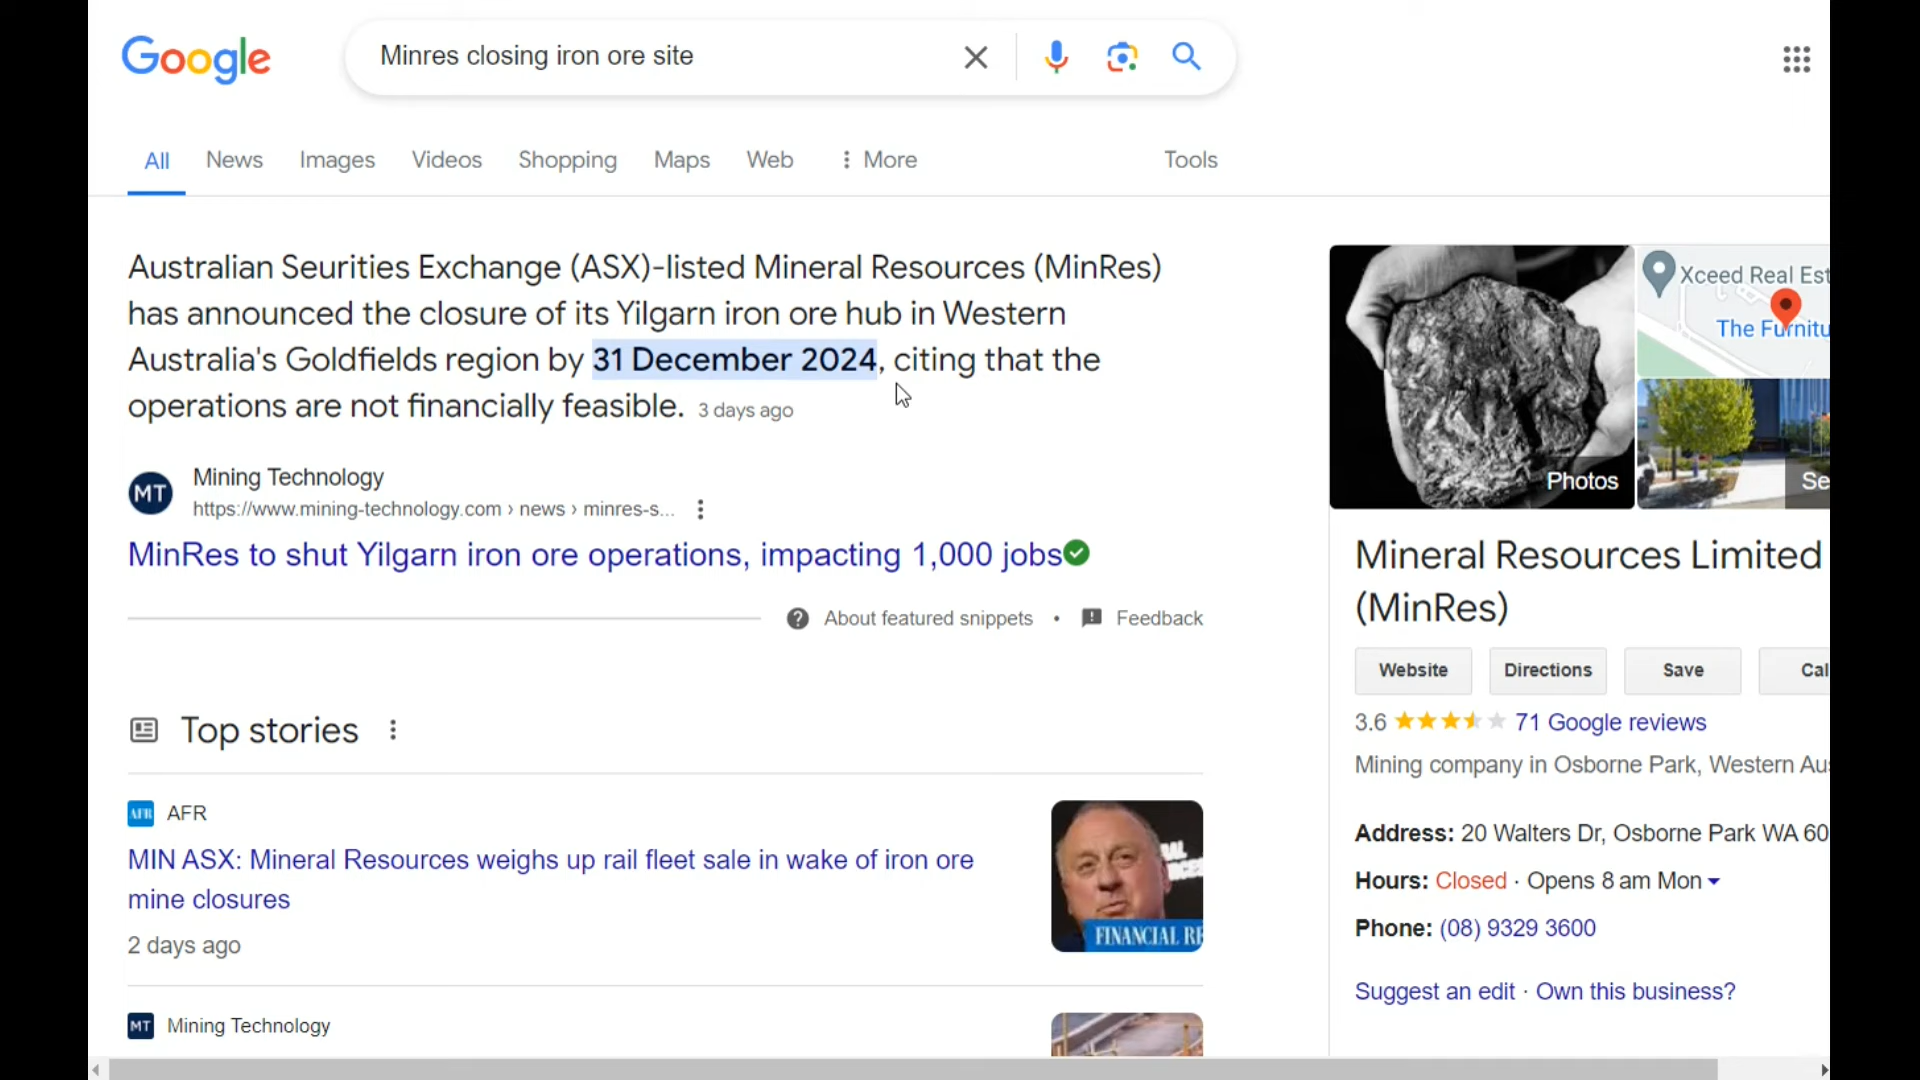 Google
Minres closing iron ore site
All
News
Images
Videos
Shopping
Maps
Web
More
Tools
Australian Seurities Exchange (ASX)-listed Mineral Resources (MinRes)
has announced the closure of its Yilgarn iron ore hub in Western
Australia's Goldfields region by 31 December 2024, citing that the
operations are not financially feasible. 3 days ago
MT
Mining Technology
https://www.mining-technology.com › news › minres-s...
MinRes to shut Yilgarn iron ore operations, impacting 1,000 jobs
About featured snippets • Feedback
Top stories
AFR
AFR
MIN ASX: Mineral Resources weighs up rail fleet sale in wake of iron ore
mine closures
2 days ago
FINANCIAL RE
MT
Mining Technology
Photos
Xceed Real Est
The Furnitu
Se
Mineral Resources Limited
(MinRes)
Website
Directions
Save
Cal
3.6 71 Google reviews
Mining company in Osborne Park, Western Aus
Address: 20 Walters Dr, Osborne Park WA 60
Hours: Closed · Opens 8 am Mon
Phone: (08) 9329 3600
Suggest an edit · Own this business?